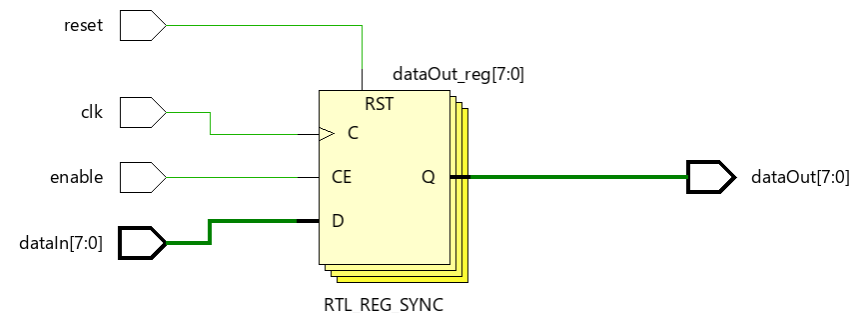 reset
dataOut_reg[7:0]
RST
clk
C
enable
CE
Q
dataOut[7:0]
dataIn[7:0]
D
RTL_REG_SYNC